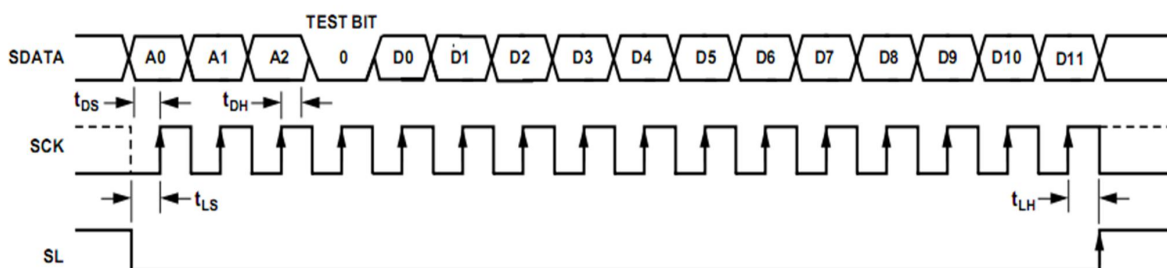 TEST BIT
SDATA A0 A1 A2 0 D0 D1 D2 D3 D4 D5 D6 D7 D8 D9 D10 D11
tDS tDH
SCK
tLS tLH
SL